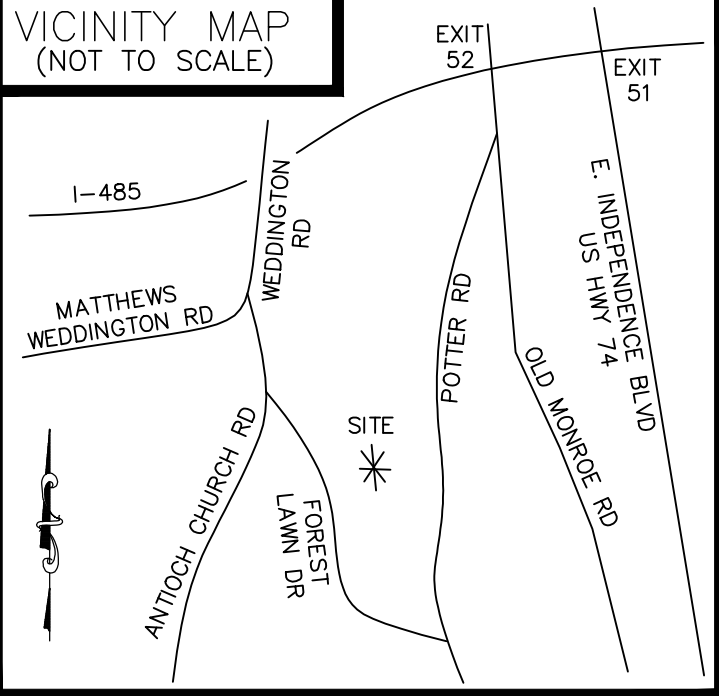 VICINITY MAP
(NOT TO SCALE)
EXIT
52
EXIT
51
I-485
WEDDINGTON
RD
E. INDEPENDENCE BLVD
US HWY 74
MATTHEWS
WEDDINGTON RD
POTTER RD
OLD MONROE RD
ANTIOCH CHURCH RD
SITE
FOREST
LAWN DR